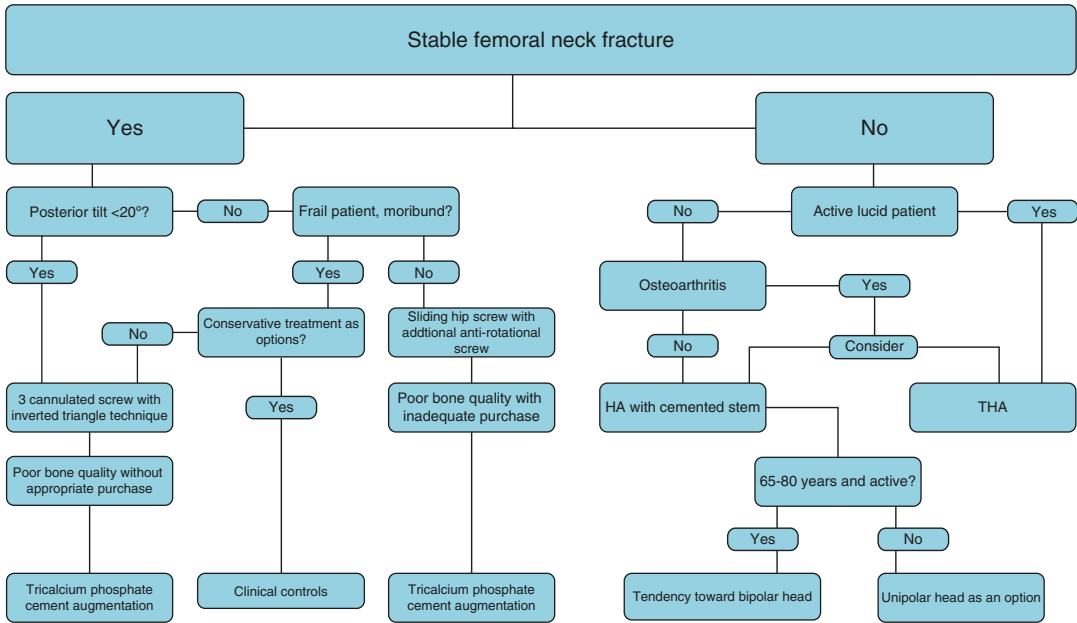 Stable femoral neck fracture
Yes
No
Posterior tilt <20º?
No
Frail patient, moribund?
No
Active lucid patient
Yes
Yes
Yes
No
Osteoarthritis
Yes
No
Conservative treatment as
options?
Sliding hip screw with
addtional anti-rotational
screw
No
Consider
3 cannulated screw with
inverted triangle technique
Yes
Poor bone quality with
inadequate purchase
HA with cemented stem
THA
Poor bone quality without
appropriate purchase
65-80 years and active?
Yes
No
Tricalcium phosphate
cement augmentation
Clinical controls
Tricalcium phosphate
cement augmentation
Tendency toward bipolar head
Unipolar head as an option